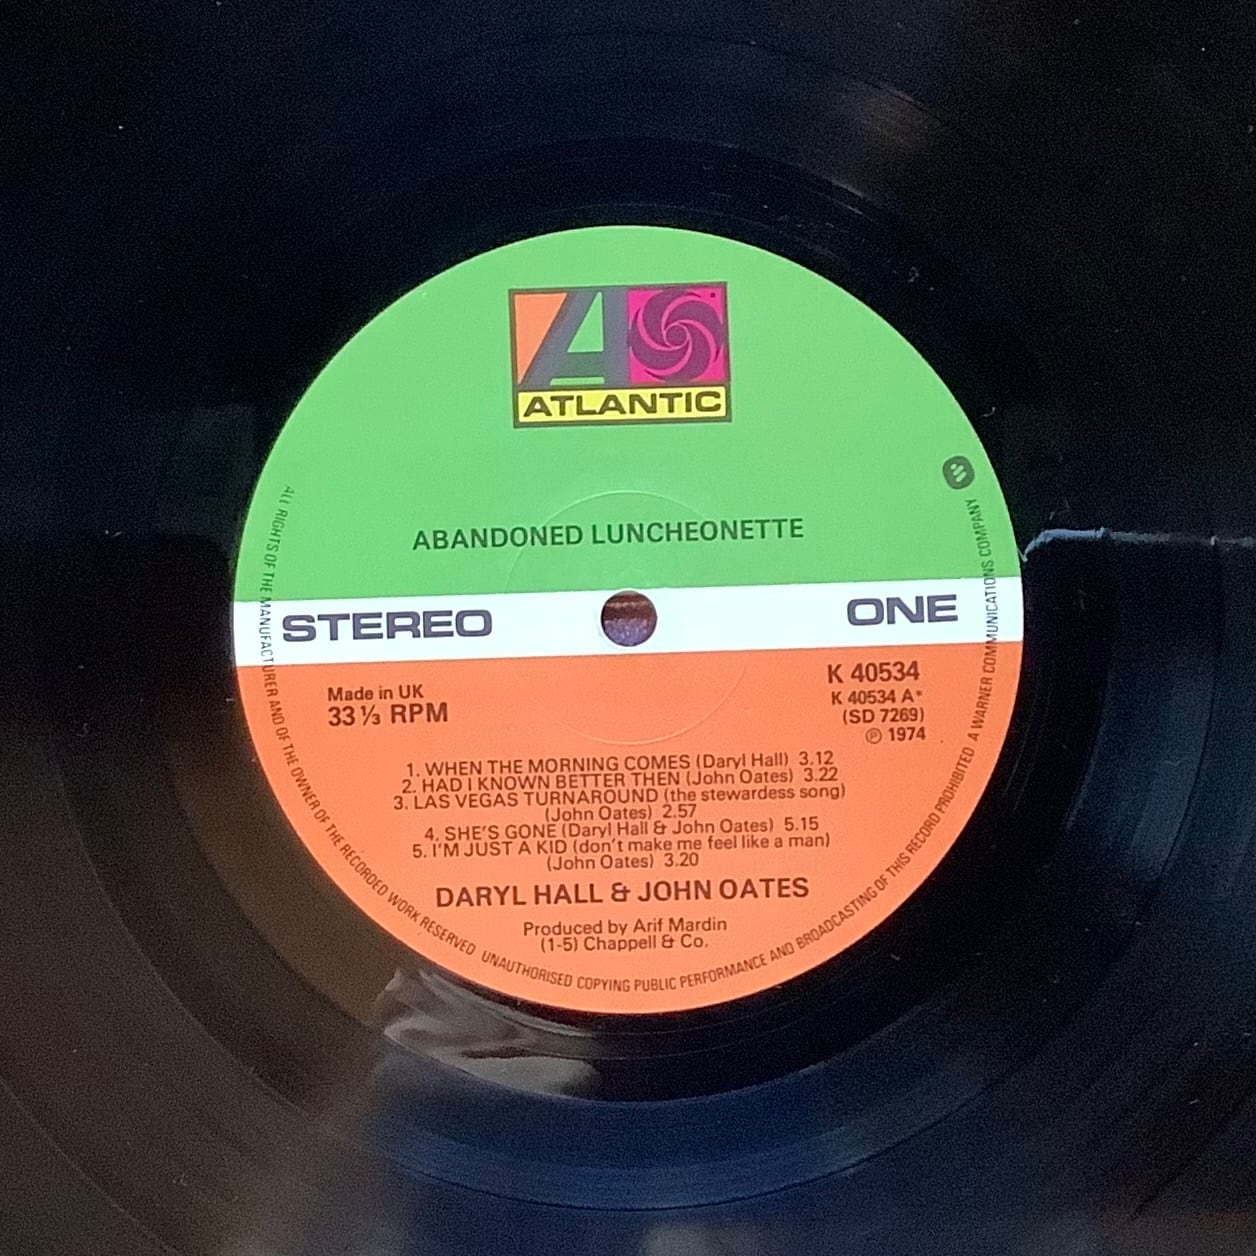 ATLANTIC
ABANDONED LUNCHEONETTE
STEREO
ONE
Made in UK
33 ⅓ RPM
K 40534
K 40534 A*
(SD 7269)
℗ 1974
1. WHEN THE MORNING COMES (Daryl Hall) 3.12
2. HAD I KNOWN BETTER THEN (John Oates) 3.22
3. LAS VEGAS TURNAROUND (the stewardess song)
(John Oates) 2.57
4. SHE'S GONE (Daryl Hall & John Oates) 5.15
5. I'M JUST A KID (don't make me feel like a man)
(John Oates) 3.20
DARYL HALL & JOHN OATES
Produced by Arif Mardin
(1-5) Chappell & Co.
ALL RIGHTS OF THE MANUFACTURER AND OF THE OWNER OF THE RECORDED WORK RESERVED UNAUTHORISED COPYING PUBLIC PERFORMANCE AND BROADCASTING OF THIS RECORD PROHIBITED A WARNER COMMUNICATIONS COMPANY